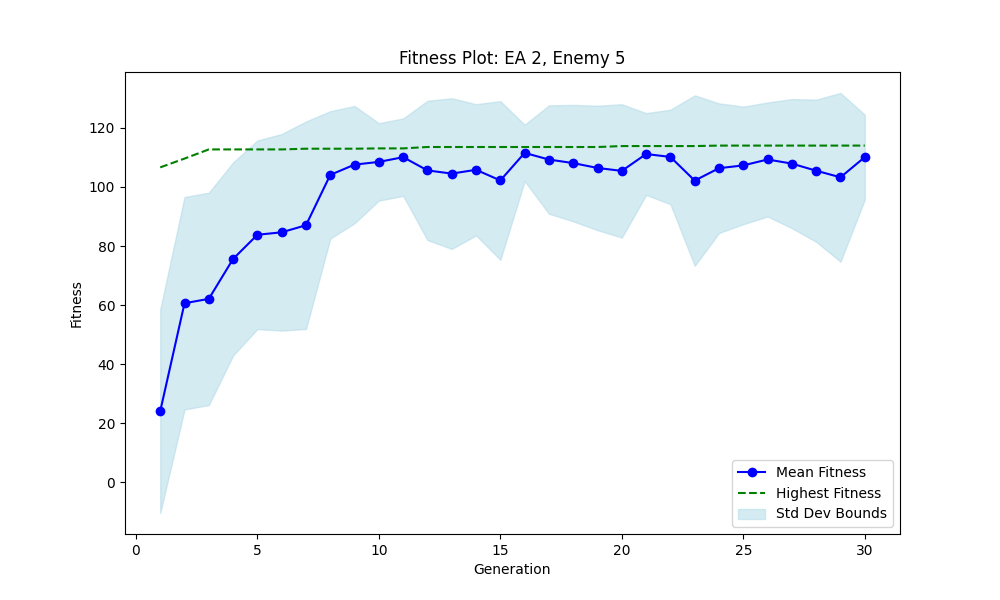 Fitness Plot: EA 2, Enemy 5
Fitness
120
100
80
60
40
20
0
0 5 10 15 20 25 30
Generation
Mean Fitness
Highest Fitness
Std Dev Bounds